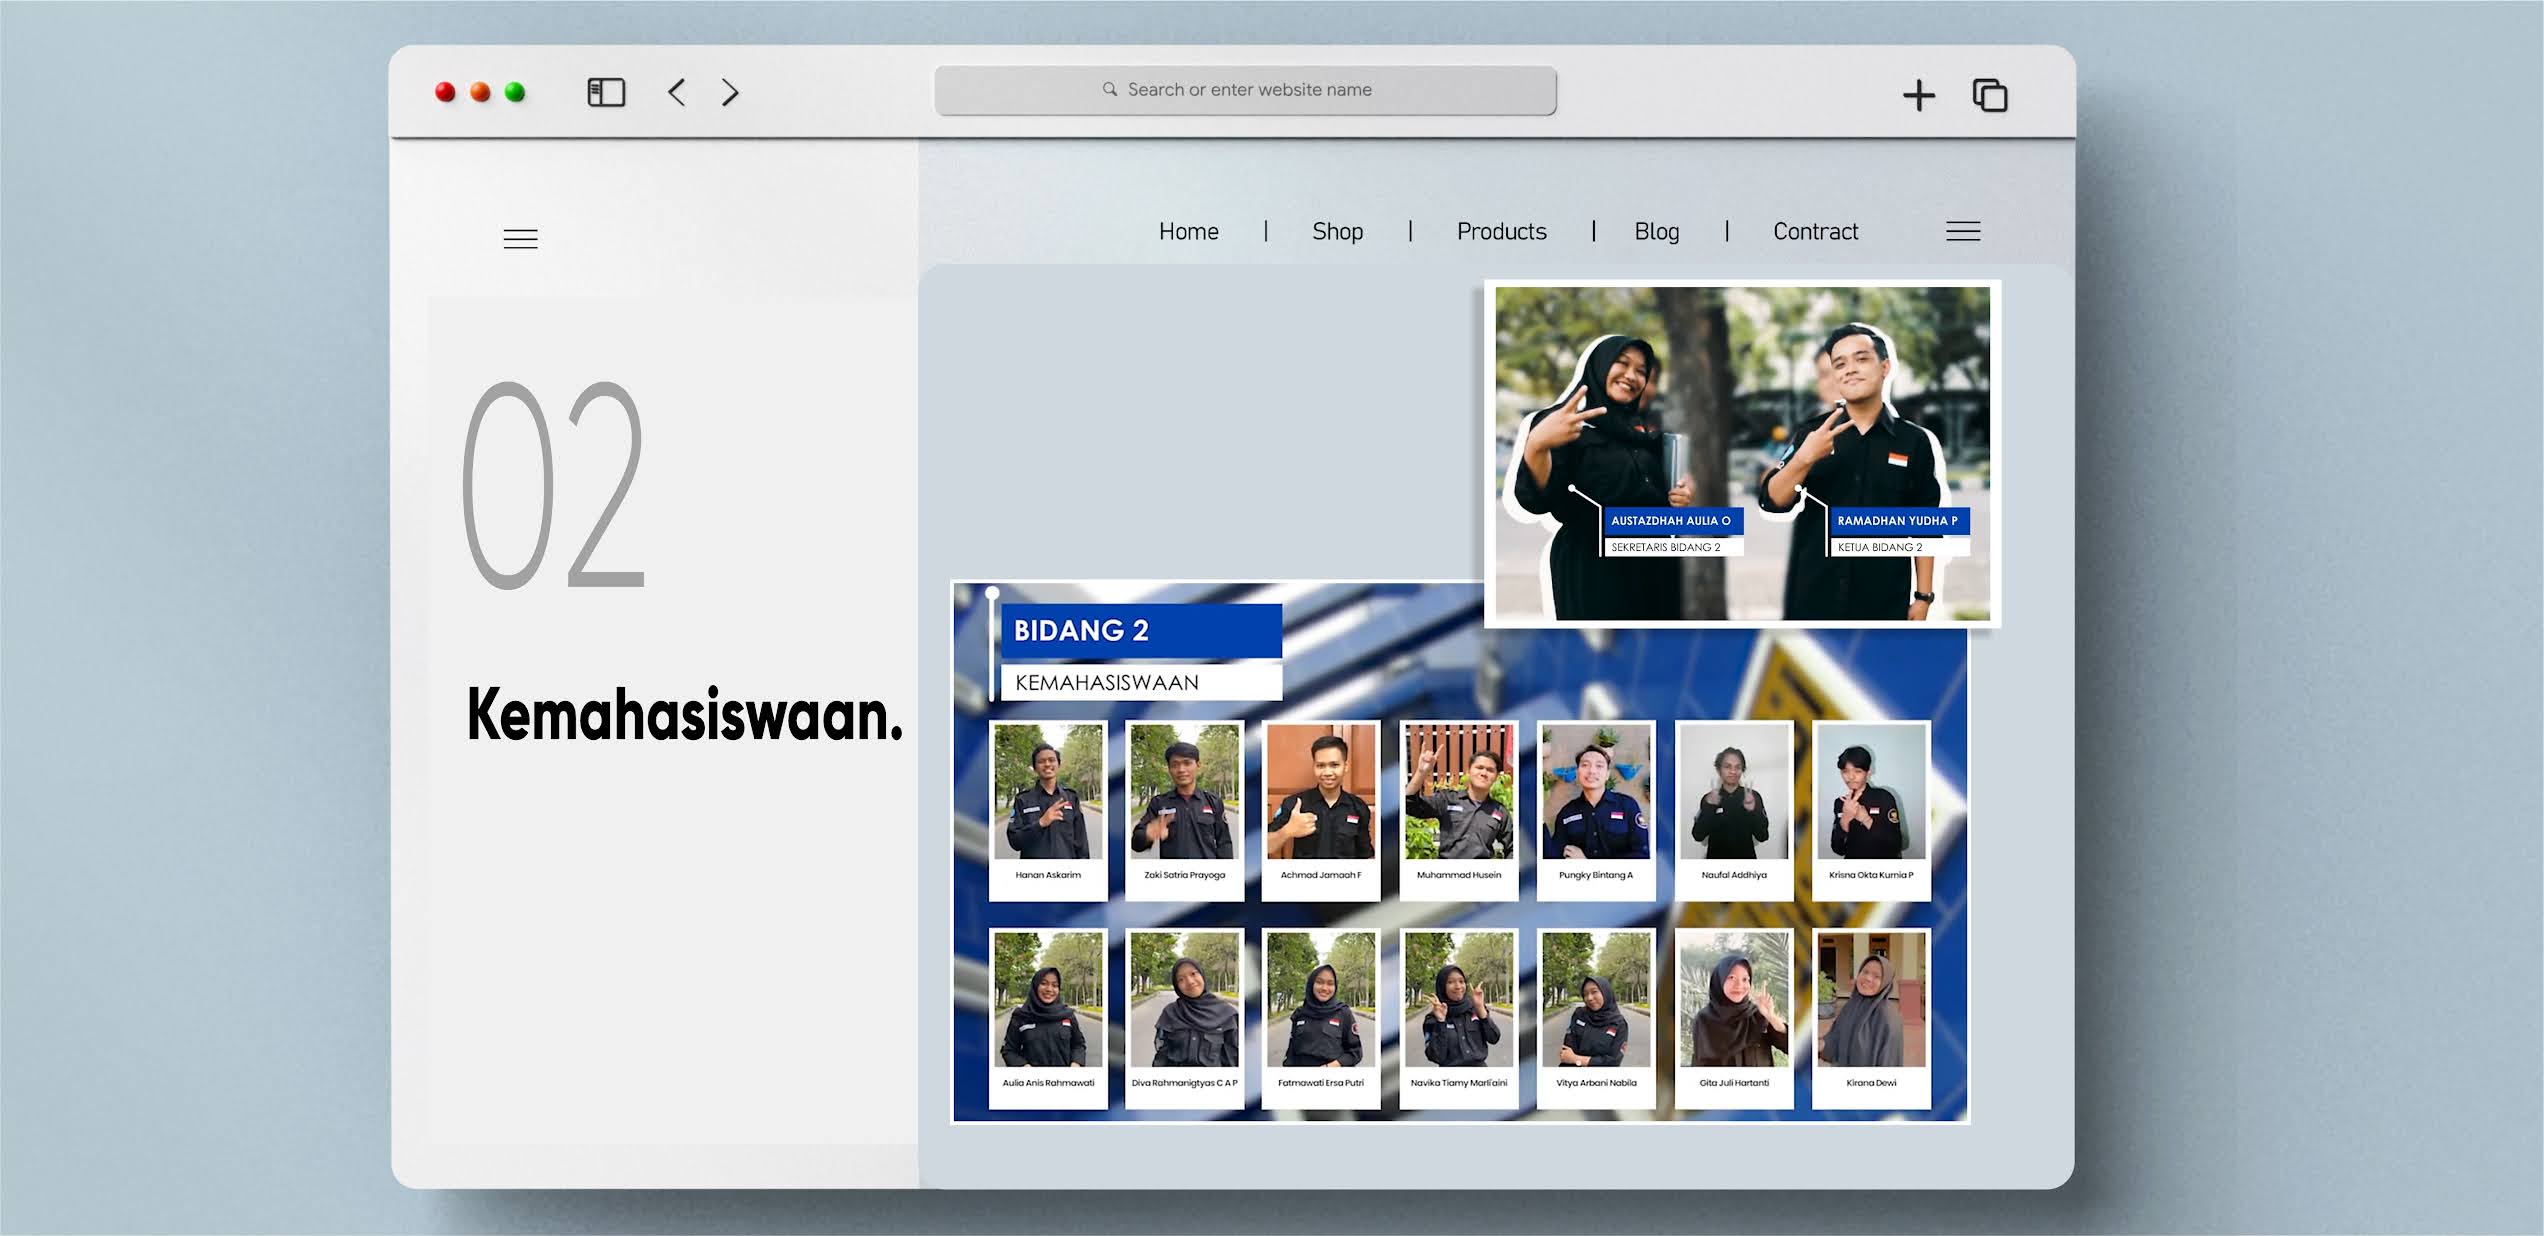 Search or enter website name
Home | Shop | Products | Blog | Contract
02
Kemahasiswaan.
AUSTAZDHAH AULIA O
SEKRETARIS BIDANG 2
RAMADHAN YUDHA P
KETUA BIDANG 2
BIDANG 2
KEMAHASISWAAN
Hanan Askarim
Zaki Satria Prayoga
Achmad Jamaah F
Muhammad Husein
Pungky Bintang A
Naufal Addhiya
Krisna Okta Kurnia P
Aulia Anis Rahmawati
Diva Rahmanigtyas C A P
Fatmawati Ersa Putri
Navika Tiamy Marli'aini
Vitya Arbani Nabila
Gita Juli Hartanti
Kirana Dewi